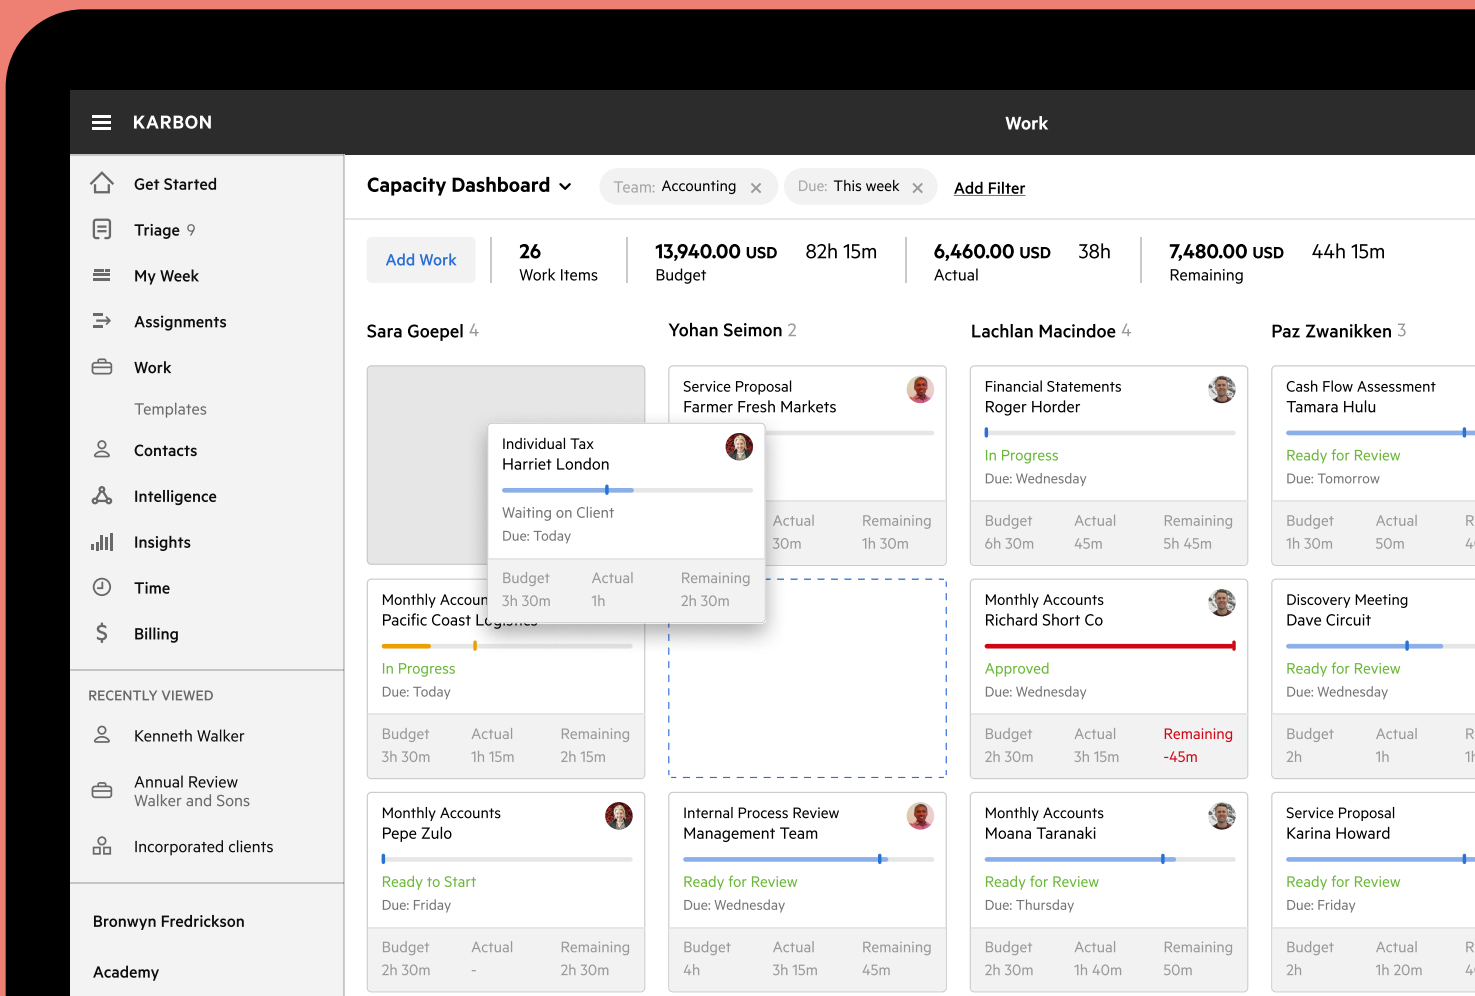 KARBON
Work
Get Started
Triage 9
My Week
Assignments
Work
Templates
Contacts
Intelligence
Insights
Time
Billing
RECENTLY VIEWED
Kenneth Walker
Annual Review
Walker and Sons
Incorporated clients
Bronwyn Fredrickson
Academy
Capacity Dashboard
Team: Accounting
Due: This week
Add Filter
Add Work
26
Work Items
13,940.00 USD 82h 15m
Budget
6,460.00 USD 38h
Actual
7,480.00 USD 44h 15m
Remaining
Sara Goepel 4
Individual Tax
Harriet London
Waiting on Client
Due: Today
Budget Actual Remaining
3h 30m 1h 2h 30m
Monthly Accoun
Pacific Coast Logistics
In Progress
Due: Today
Budget Actual Remaining
3h 30m 1h 15m 2h 15m
Monthly Accounts
Pepe Zulo
Ready to Start
Due: Friday
Budget Actual Remaining
2h 30m - 2h 30m
Yohan Seimon 2
Service Proposal
Farmer Fresh Markets
Actual Remaining
30m 1h 30m
Internal Process Review
Management Team
Ready for Review
Due: Wednesday
Budget Actual Remaining
4h 3h 15m 45m
Lachlan Macindoe 4
Financial Statements
Roger Horder
In Progress
Due: Wednesday
Budget Actual Remaining
6h 30m 45m 5h 45m
Monthly Accounts
Richard Short Co
Approved
Due: Wednesday
Budget Actual Remaining
2h 30m 3h 15m -45m
Monthly Accounts
Moana Taranaki
Ready for Review
Due: Thursday
Budget Actual Remaining
2h 30m 1h 40m 50m
Paz Zwanikken 3
Cash Flow Assessment
Tamara Hulu
Ready for Review
Due: Tomorrow
Budget Actual
1h 30m 50m
Discovery Meeting
Dave Circuit
Ready for Review
Due: Wednesday
Budget Actual
2h 1h
Service Proposal
Karina Howard
Ready for Review
Due: Friday
Budget Actual
2h 1h 20m